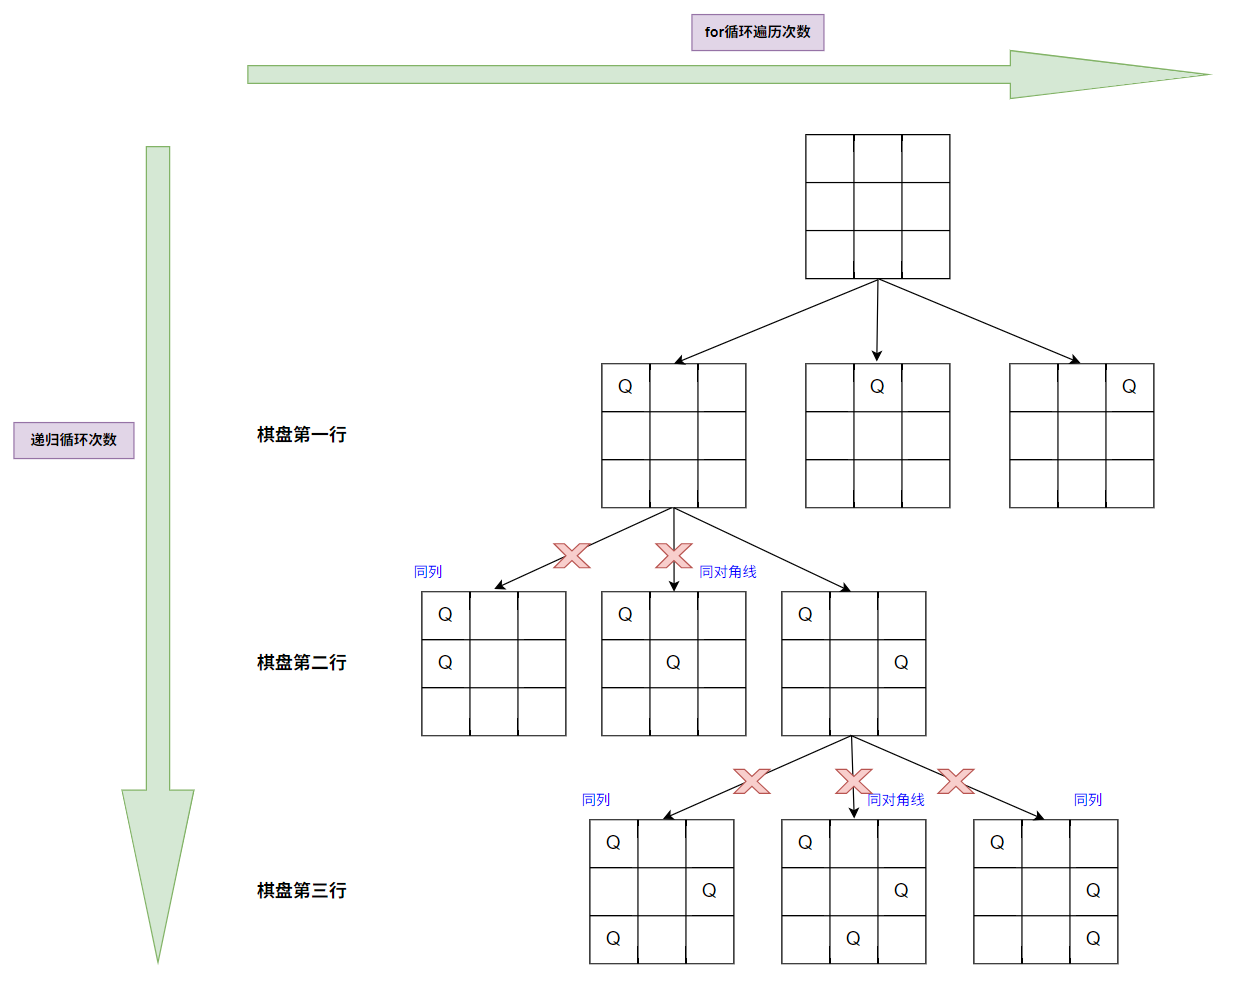 for循环遍历次数
Q Q Q
递归循环次数
棋盘第一行
同列 同对角线
Q Q Q
棋盘第二行
Q Q Q
同列 同对角线 同列
Q Q Q
棋盘第三行
Q Q Q
Q Q Q